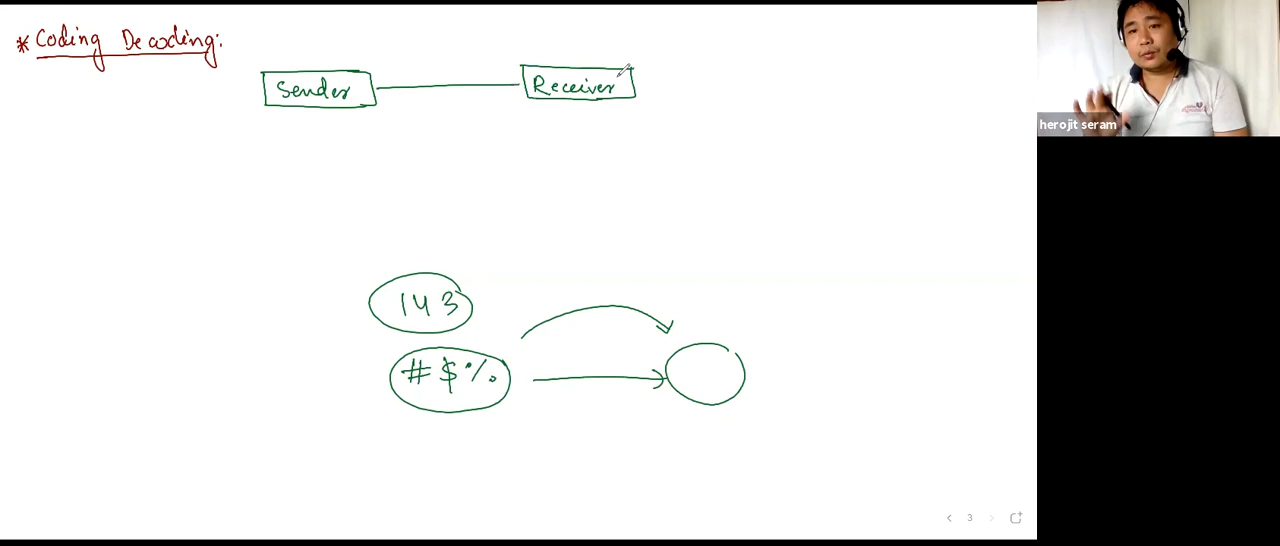 * Coding Decoding:
Sender
Receiver
herojit seram
143
#$%
3